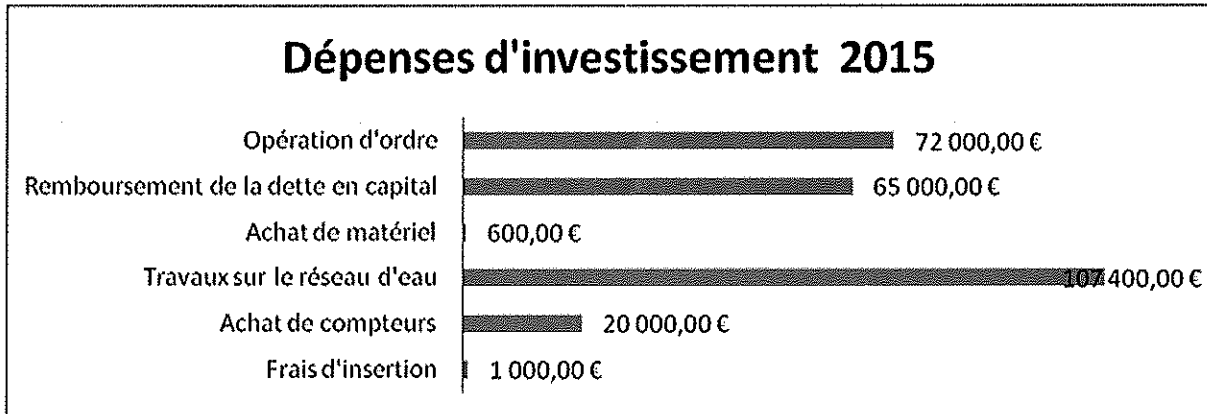 Dépenses d'investissement 2015
Opération d'ordre 72 000,00 €
Remboursement de la dette en capital 65 000,00 €
Achat de matériel 600,00 €
Travaux sur le réseau d'eau 107 400,00 €
Achat de compteurs 20 000,00 €
Frais d'insertion 1 000,00 €